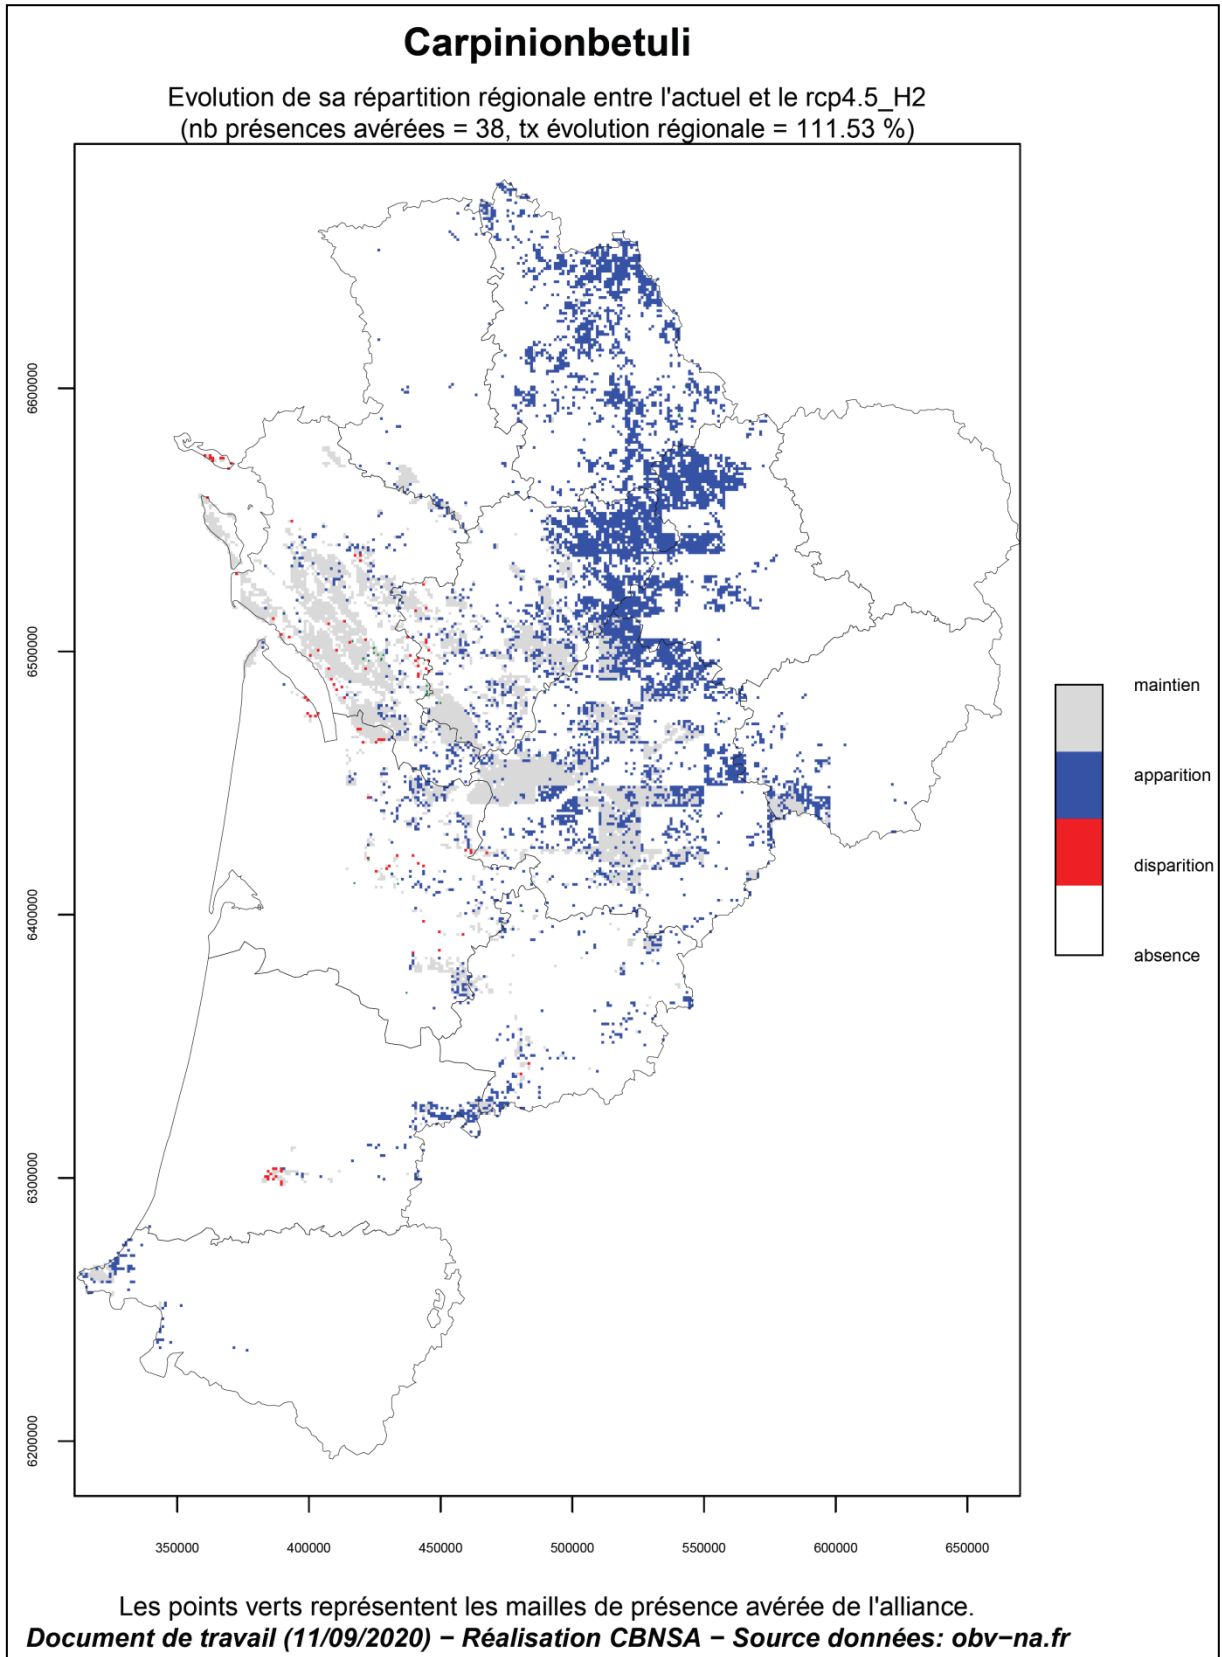 Carpinionbetuli
Evolution de sa répartition régionale entre l'actuel et le rcp4.5_H2
(nb présences avérées = 38, tx évolution régionale = 111.53 %)
6600000
6500000
6400000
6300000
6200000
350000 400000 450000 500000 550000 600000 650000
maintien
apparition
disparition
absence
Les points verts représentent les mailles de présence avérée de l'alliance.
Document de travail (11/09/2020) − Réalisation CBNSA − Source données: obv−na.fr